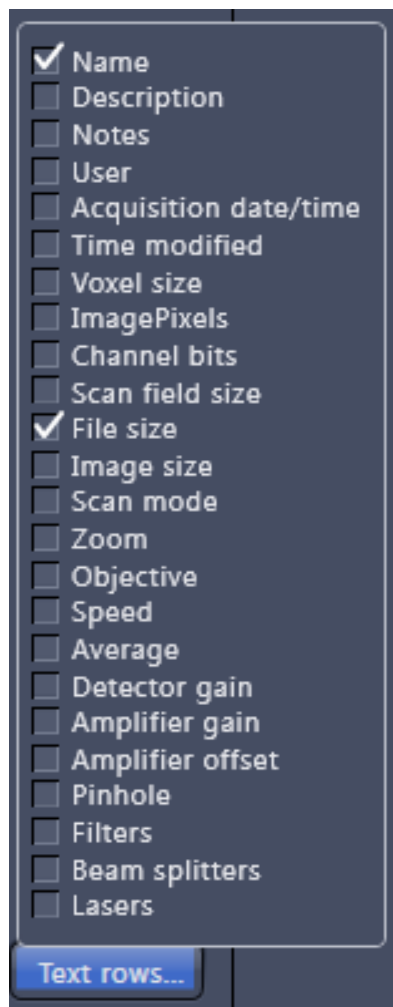 Name
Description
Notes
User
Acquisition date/time
Time modified
Voxel size
ImagePixels
Channel bits
Scan field size
File size
Image size
Scan mode
Zoom
Objective
Speed
Average
Detector gain
Amplifier gain
Amplifier offset
Pinhole
Filters
Beam splitters
Lasers
Text rows...